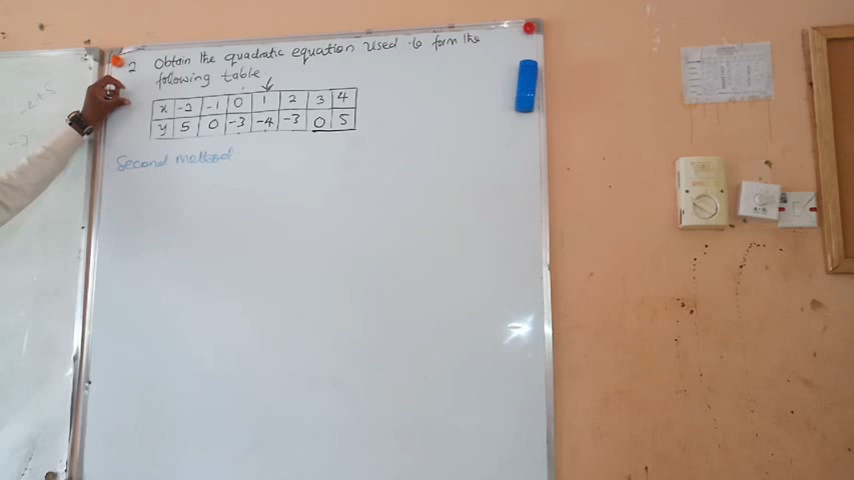 2 Obtain the quadratic equation used to form the
following table
x -2 -1 0 1 2 3 4
y 5 0 -3 -4 -3 0 5
Second method